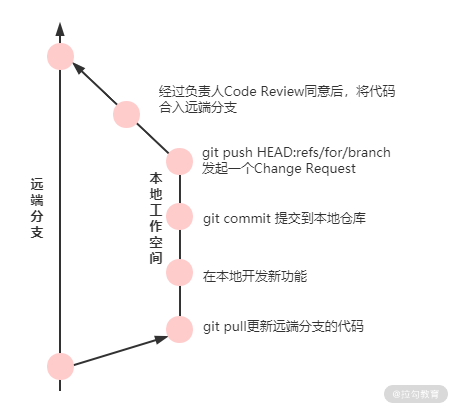 经过负责人Code Review同意后，将代码
合入远端分支
git push HEAD:refs/for/branch
发起一个Change Request
远端分支
本地工作空间
git commit 提交到本地仓库
在本地开发新功能
git pull更新远端分支的代码
@拉勾教育